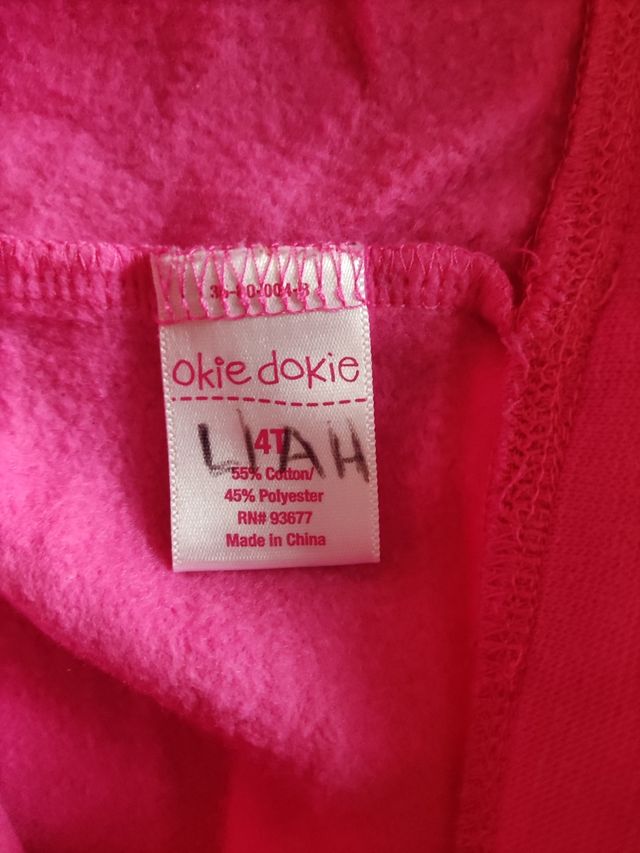 okie dokie
4T
LIAH
55% Cotton/
45% Polyester
RN# 93677
Made in China